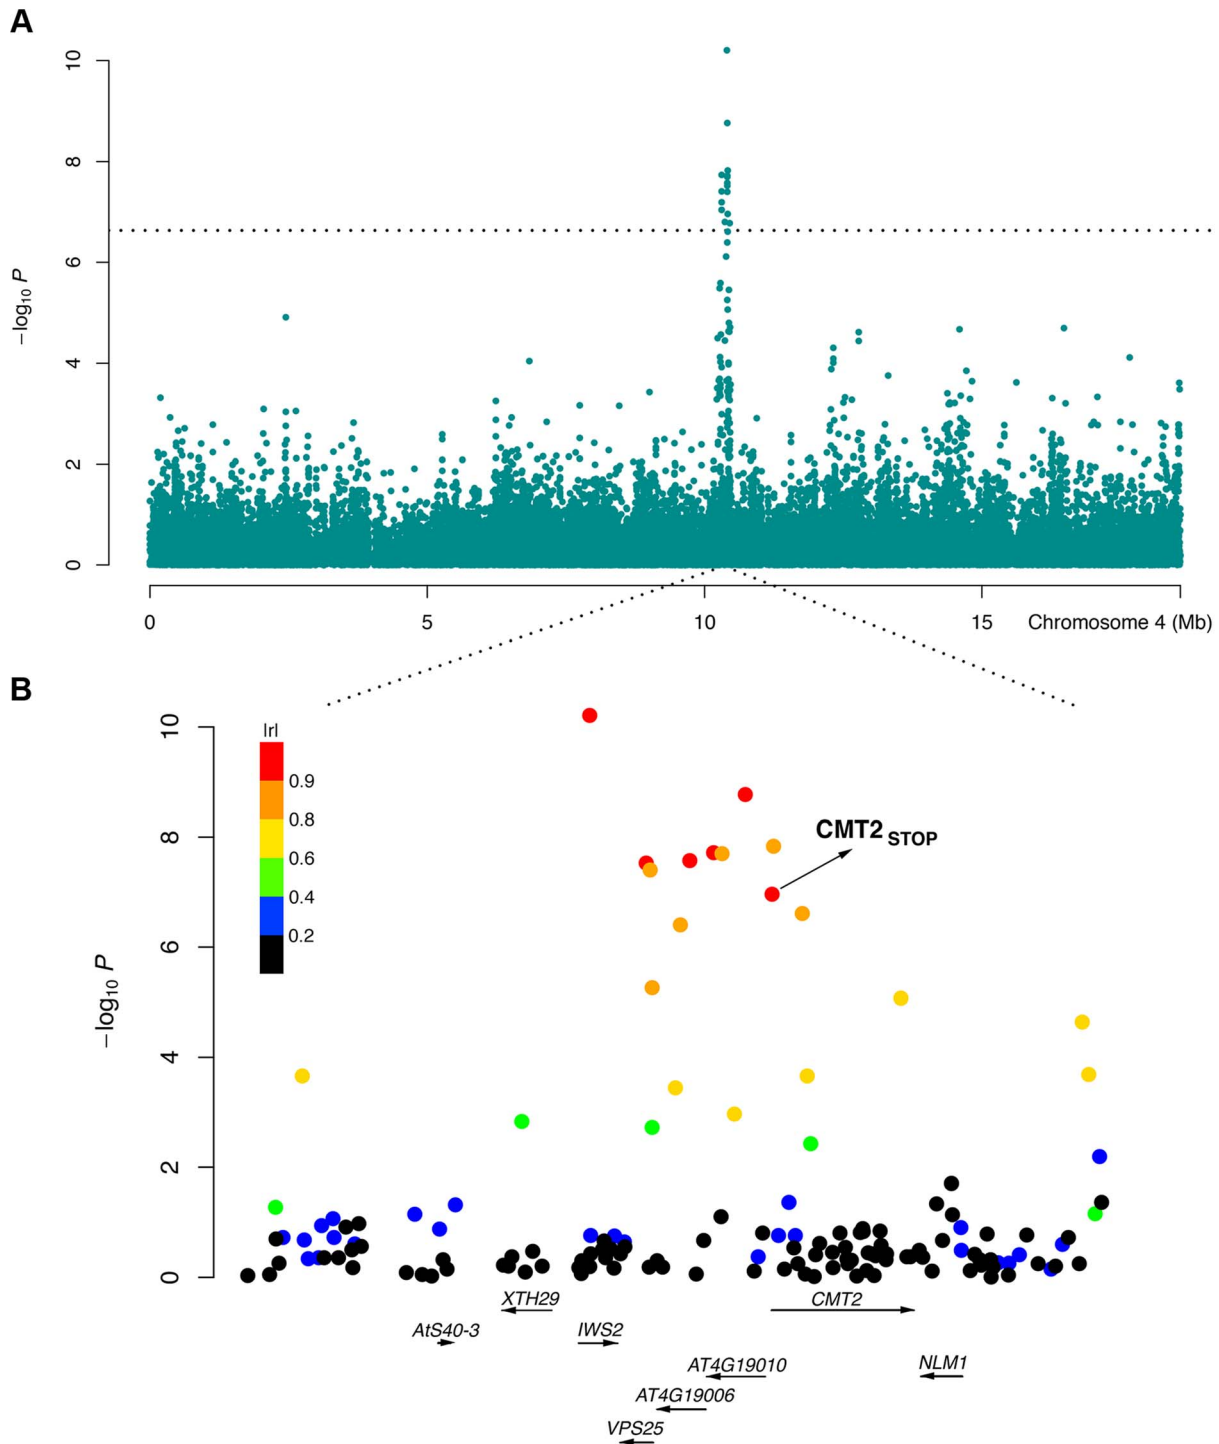 A
10
8
6
4
2
0
−log₁₀ P
0 5 10 15 Chromosome 4 (Mb)
B
10
8
6
4
2
0
−log₁₀ P
|r|
0.9
0.8
0.6
0.4
0.2
CMT2 STOP
XTH29
CMT2
AtS40-3
IWS2
AT4G19010
NLM1
AT4G19006
VPS25